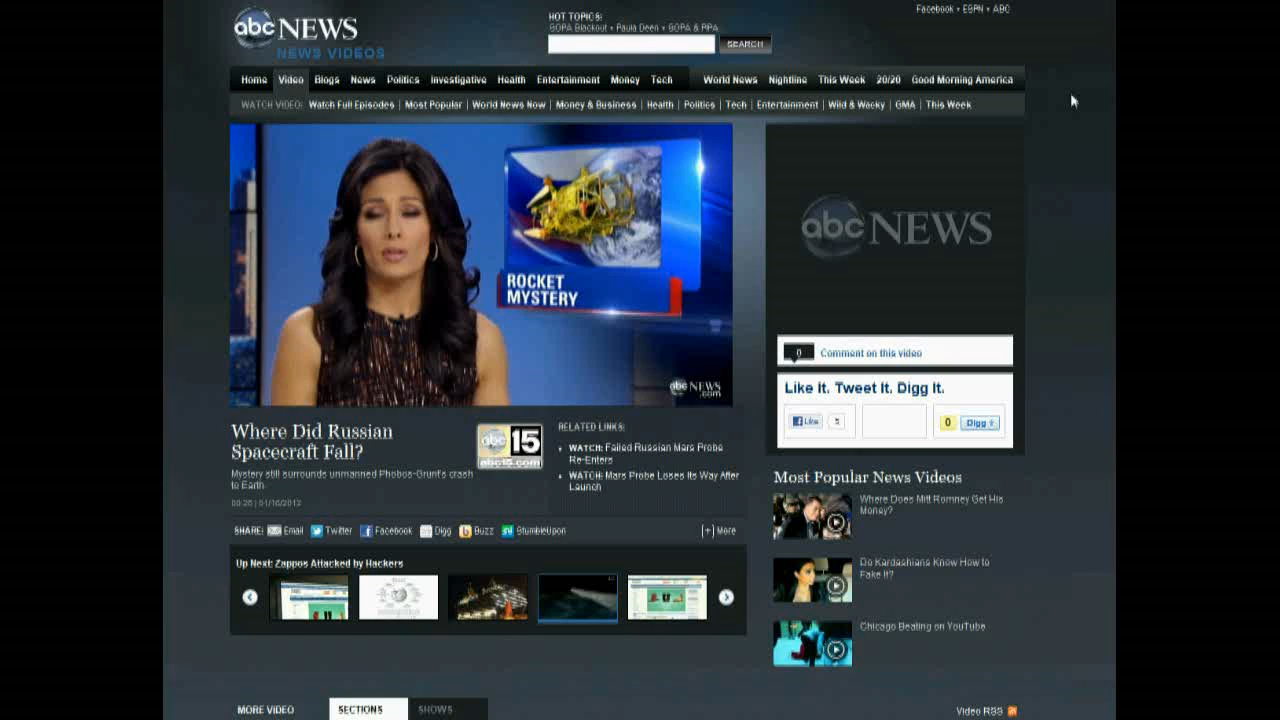 abc NEWS
NEWS VIDEOS
HOT TOPICS:
SOPA Blackout • Paula Deen • SOPA & PIPA
SEARCH
Facebook • ESPN • ABC
Home Video Blogs News Politics Investigative Health Entertainment Money Tech World News Nightline This Week 20/20 Good Morning America
WATCH VIDEO: Watch Full Episodes | Most Popular | World News Now | Money & Business | Health | Politics | Tech | Entertainment | Wild & Wacky | GMA | This Week
ROCKET
MYSTERY
abc NEWS
.com
abc NEWS
0 Comment on this video
Like It. Tweet It. Digg It.
Like 5
0 Digg
Where Did Russian
Spacecraft Fall?
Mystery still surrounds unmanned Phobos-Grunt's crash
to Earth.
abc 15
abc15.com
RELATED LINKS:
WATCH: Failed Russian Mars Probe
Re-Enters
WATCH: Mars Probe Loses Its Way After
Launch
SHARE: Email Twitter Facebook Digg Buzz StumbleUpon [+] More
Up Next: Zappos Attacked by Hackers
Most Popular News Videos
Where Does Mitt Romney Get His
Money?
Do Kardashians Know How to
Fake It?
Chicago Beating on YouTube
MORE VIDEO SECTIONS SHOWS
Video RSS